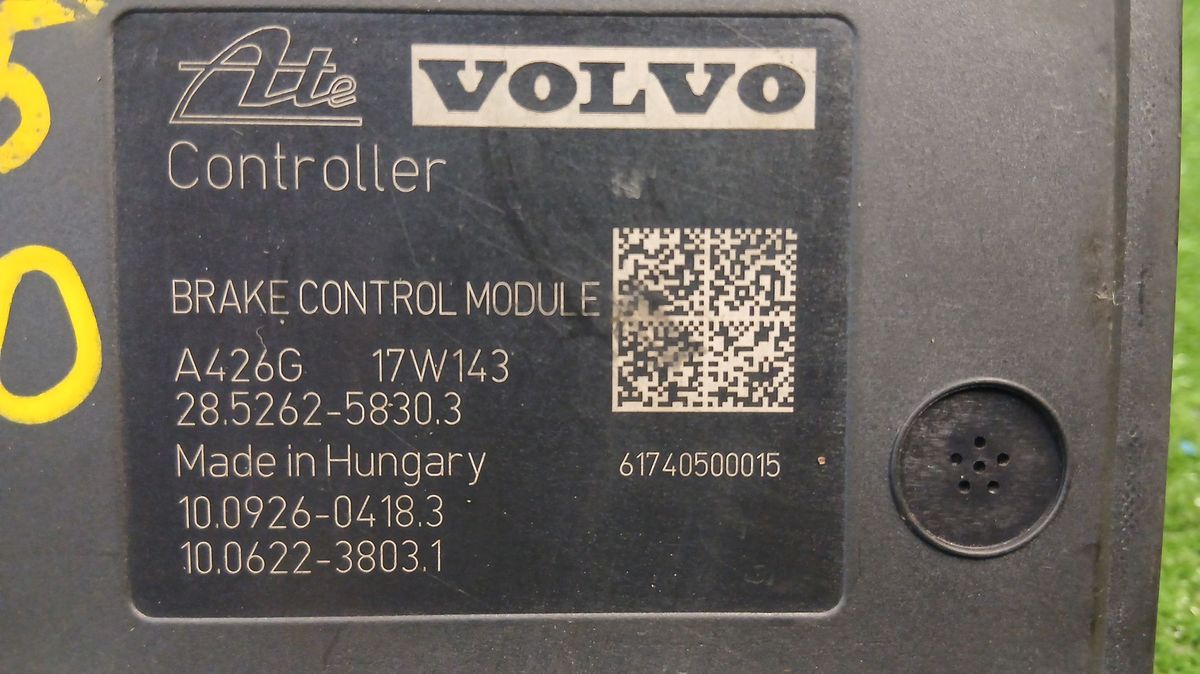 Ate VOLVO
Controller
BRAKE CONTROL MODULE
A426G 17W143
28.5262-5830.3
Made in Hungary
61740500015
10.0926-0418.3
10.0622-3803.1
0